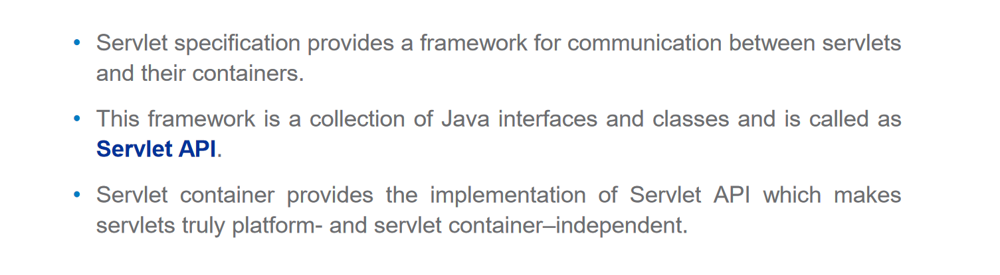 • Servlet specification provides a framework for communication between servlets
and their containers.
• This framework is a collection of Java interfaces and classes and is called as
Servlet API.
• Servlet container provides the implementation of Servlet API which makes
servlets truly platform- and servlet container–independent.